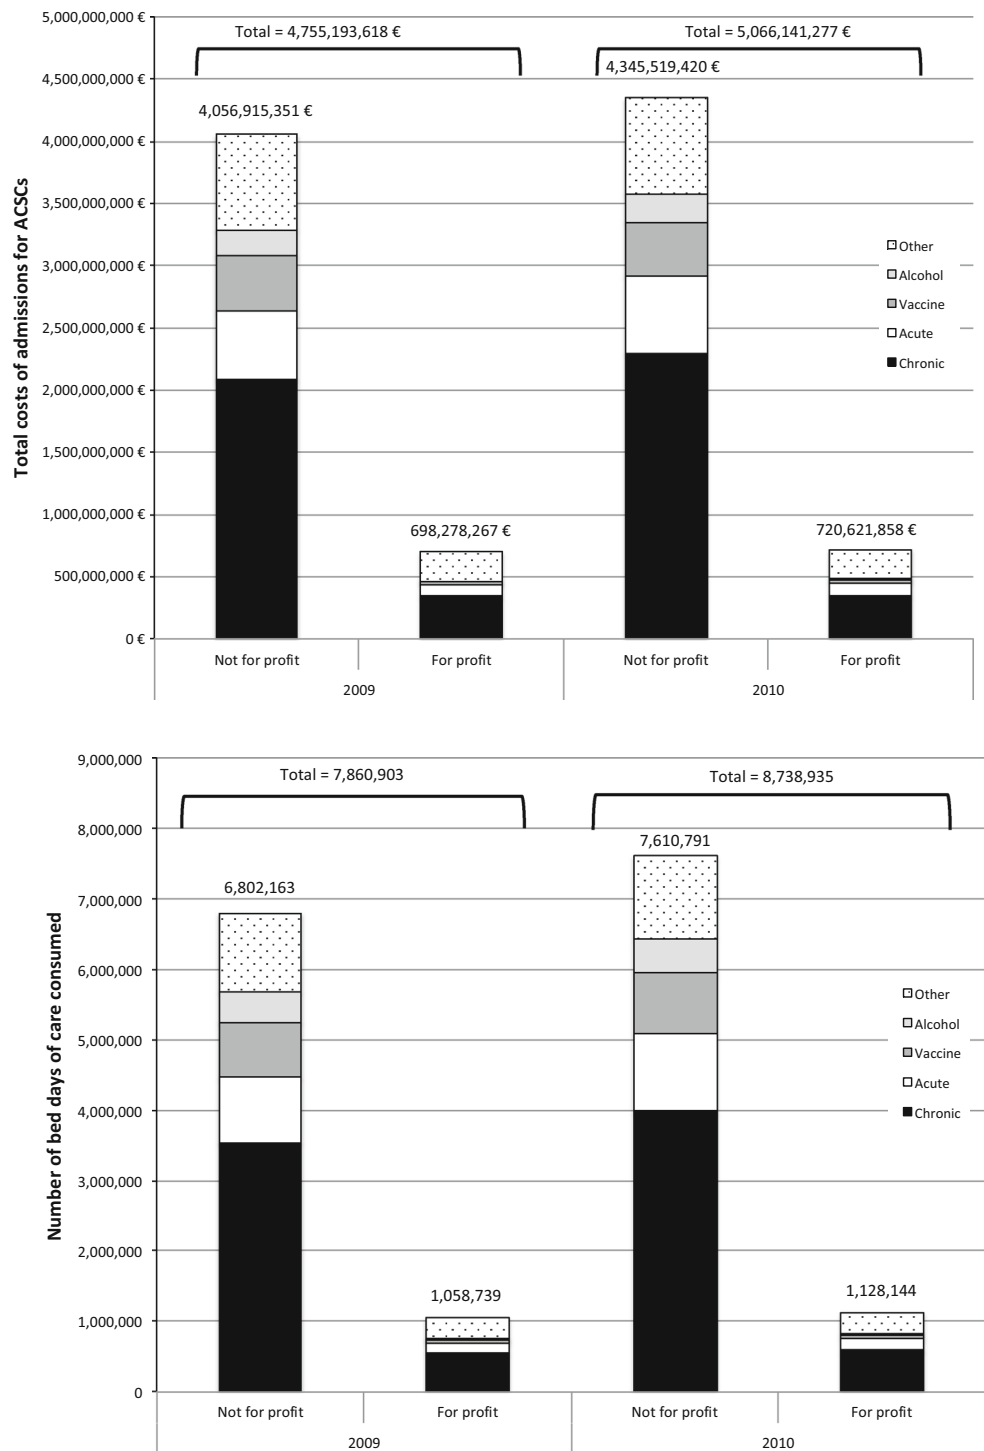 5,000,000,000 €
Total = 4,755,193,618 €
Total = 5,066,141,277 €
4,500,000,000 €
4,345,519,420 €
4,056,915,351 €
4,000,000,000 €
3,500,000,000 €
3,000,000,000 €
2,500,000,000 €
2,000,000,000 €
1,500,000,000 €
1,000,000,000 €
500,000,000 €
0 €
Total costs of admissions for ACSCs
698,278,267 €
720,621,858 €
Other
Alcohol
Vaccine
Acute
Chronic
Not for profit
For profit
Not for profit
For profit
2009
2010
9,000,000
Total = 7,860,903
Total = 8,738,935
8,000,000
7,610,791
6,802,163
7,000,000
6,000,000
5,000,000
4,000,000
3,000,000
2,000,000
1,000,000
0
Number of bed days of care consumed
1,058,739
1,128,144
Other
Alcohol
Vaccine
Acute
Chronic
Not for profit
For profit
Not for profit
For profit
2009
2010